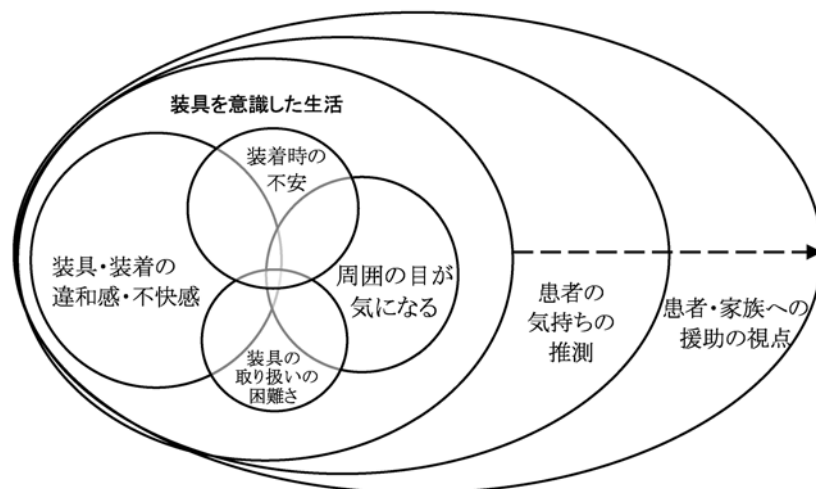 装具を意識した生活
装着時の
不安
装具・装着の
違和感・不快感
周囲の目が
気になる
装具の
取り扱いの
困難さ
患者の
気持ちの
推測
患者・家族への
援助の視点